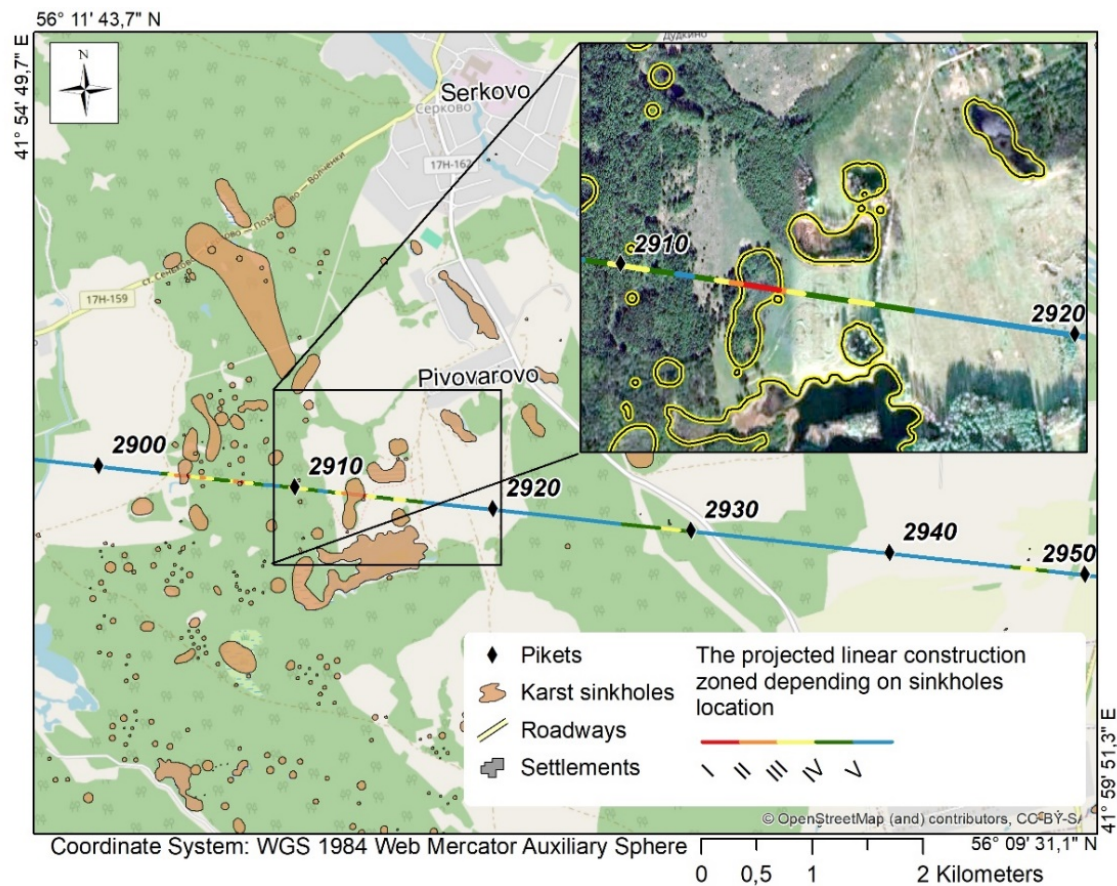 56° 11' 43,7" N
41° 54' 49,7" E
N
Дудкино
Serkovo
Серково
17Н-162
17Н-159
Pivovarovo
2900
2910
2920
2930
2940
2950
2910
2920
Pikets
Karst sinkholes
Roadways
Settlements
The projected linear construction
zoned depending on sinkholes
location
I II III IV V
© OpenStreetMap (and) contributors, CC-BY-SA
41° 59' 51,3" E
Coordinate System: WGS 1984 Web Mercator Auxiliary Sphere
56° 09' 31,1" N
0 0,5 1 2 Kilometers